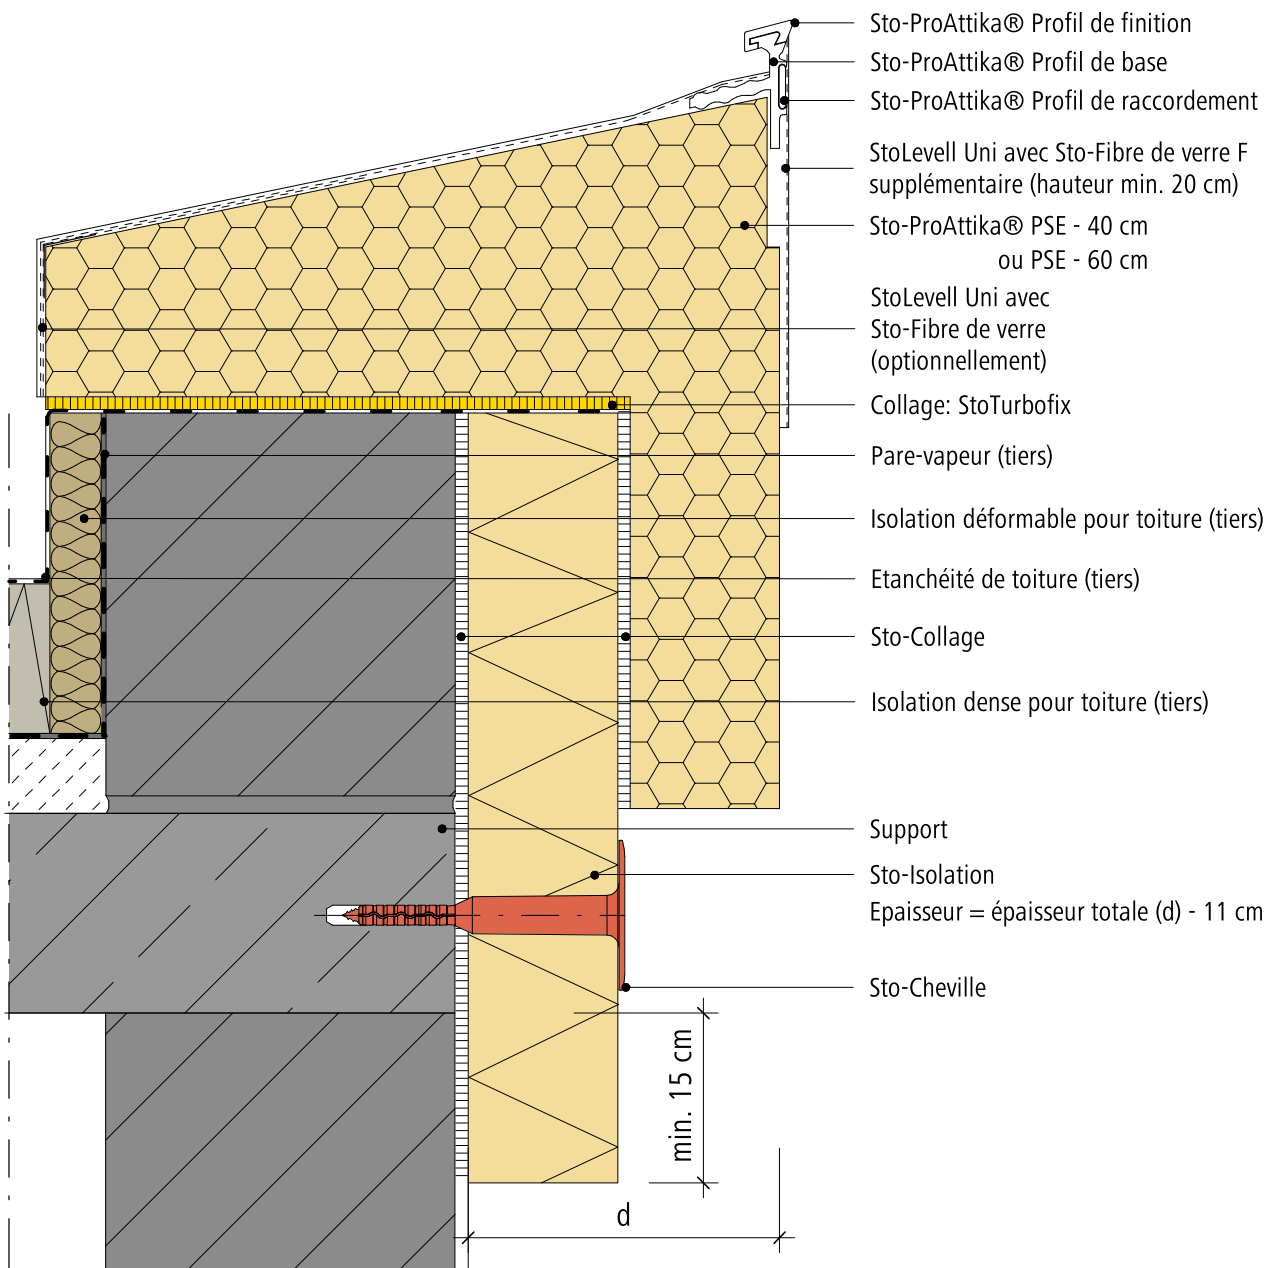 Sto-ProAttika® Profil de finition
Sto-ProAttika® Profil de base
Sto-ProAttika® Profil de raccordement
StoLevell Uni avec Sto-Fibre de verre F
supplémentaire (hauteur min. 20 cm)
Sto-ProAttika® PSE - 40 cm
ou PSE - 60 cm
StoLevell Uni avec
Sto-Fibre de verre
(optionnellement)
Collage: StoTurbofix
Pare-vapeur (tiers)
Isolation déformable pour toiture (tiers)
Etanchéité de toiture (tiers)
Sto-Collage
Isolation dense pour toiture (tiers)
Support
Sto-Isolation
Epaisseur = épaisseur totale (d) - 11 cm
Sto-Cheville
min. 15 cm
d